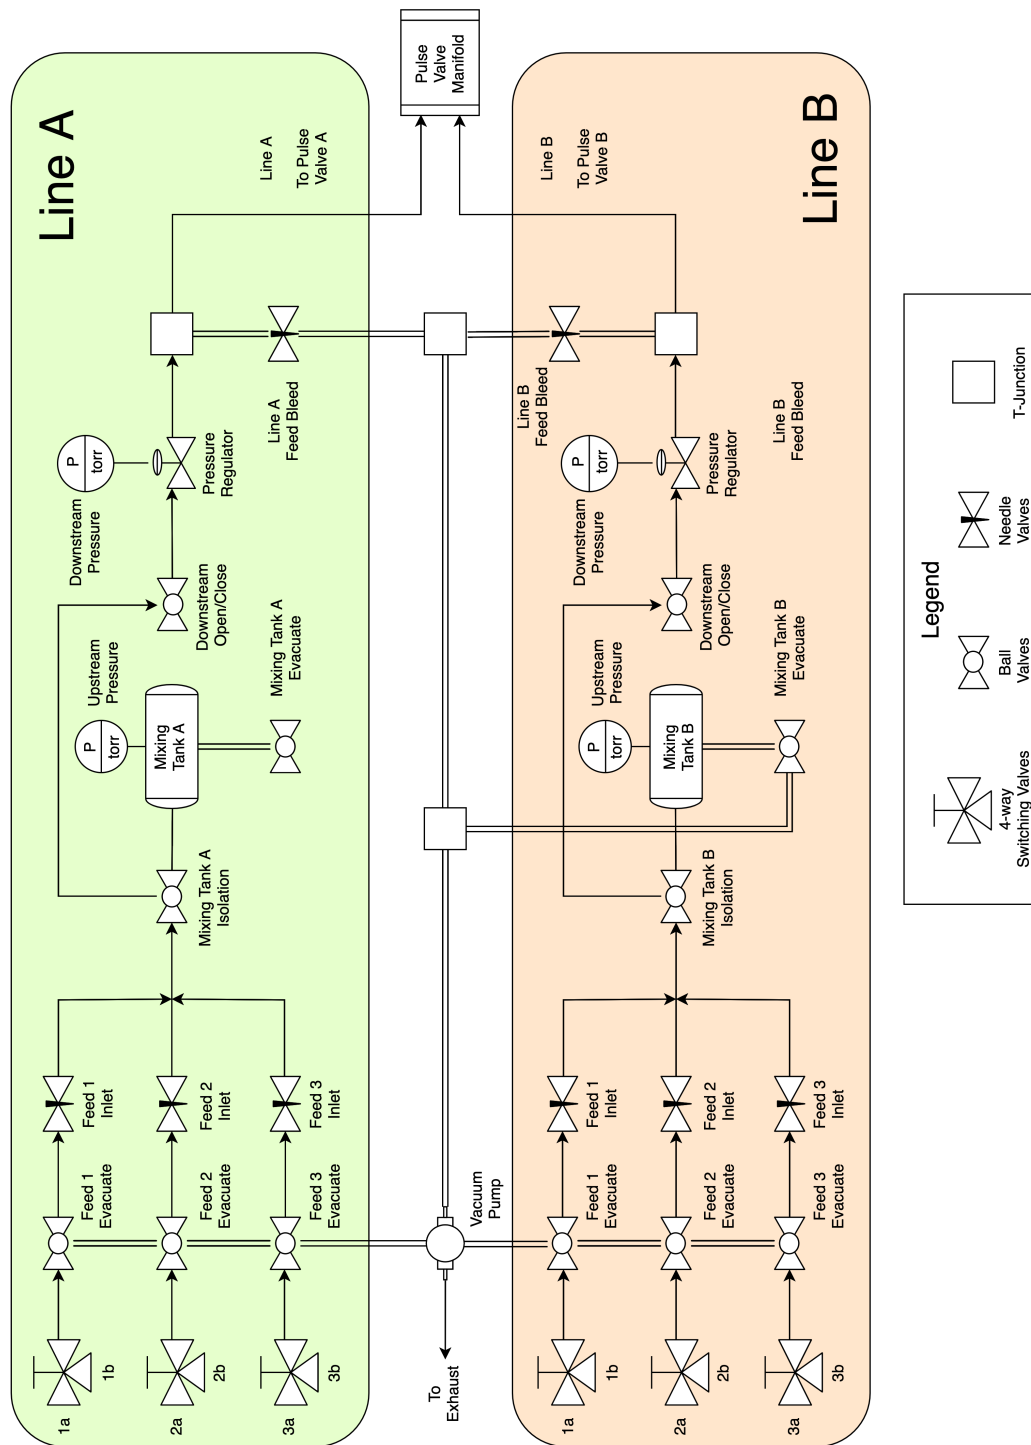 Line A
1a
1b
2a
2b
3a
3b
Feed 1
Evacuate
Feed 2
Evacuate
Feed 3
Evacuate
Feed 1
Inlet
Feed 2
Inlet
Feed 3
Inlet
Mixing Tank A
Isolation
P
torr
Upstream
Pressure
Mixing
Tank A
Mixing Tank A
Evacuate
Downstream
Open/Close
P
torr
Downstream
Pressure
Pressure
Regulator
Line A
Feed Bleed
Line A
To Pulse
Valve A
To
Exhaust
Vacuum
Pump
Pulse
Valve
Manifold
Line B
1a
1b
2a
2b
3a
3b
Feed 1
Evacuate
Feed 2
Evacuate
Feed 3
Evacuate
Feed 1
Inlet
Feed 2
Inlet
Feed 3
Inlet
Mixing Tank B
Isolation
P
torr
Upstream
Pressure
Mixing
Tank B
Mixing Tank B
Evacuate
Downstream
Open/Close
P
torr
Downstream
Pressure
Pressure
Regulator
Line B
Feed Bleed
Line B
Feed Bleed
Line B
To Pulse
Valve B
Legend
4-way
Switching Valves
Ball
Valves
Needle
Valves
T-Junction